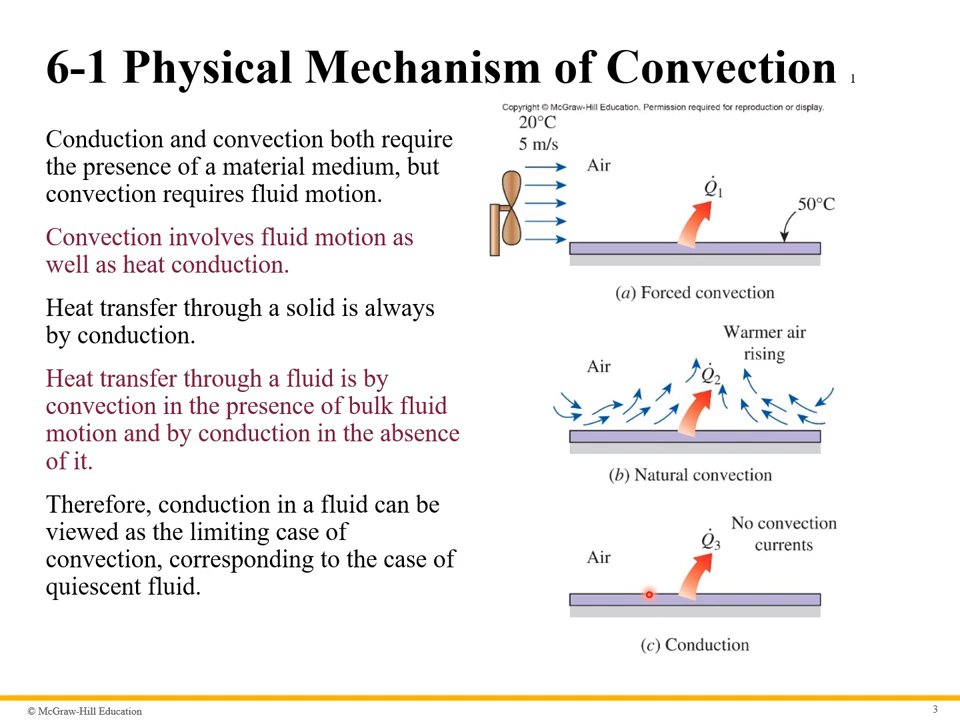 6-1 Physical Mechanism of Convection 1
Conduction and convection both require
the presence of a material medium, but
convection requires fluid motion.
Convection involves fluid motion as
well as heat conduction.
Heat transfer through a solid is always
by conduction.
Heat transfer through a fluid is by
convection in the presence of bulk fluid
motion and by conduction in the absence
of it.
Therefore, conduction in a fluid can be
viewed as the limiting case of
convection, corresponding to the case of
quiescent fluid.
Copyright © McGraw-Hill Education. Permission required for reproduction or display.
20°C
5 m/s
Air
Q̇1
50°C
(a) Forced convection
Warmer air
rising
Air
Q̇2
(b) Natural convection
No convection
currents
Air
Q̇3
(c) Conduction
© McGraw-Hill Education
3